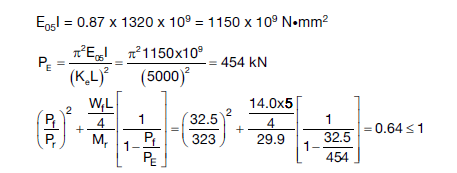 E₀₅I = 0.87 x 1320 x 10⁹ = 1150 x 10⁹ N•mm²
P_E = π²E₀₅I / (K_eL)² = π²1150x10⁹ / (5000)² = 454 kN
(P_f / P_r)² + (W_fL / 4) / M_r [1 / (1 − P_f / P_E)] = (32.5 / 323)² + (14.0x5 / 4) / 29.9 [1 / (1 − 32.5 / 454)] = 0.64 ≤ 1